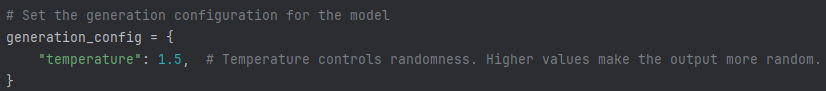 # Set the generation configuration for the model
generation_config = {
    "temperature": 1.5,  # Temperature controls randomness. Higher values make the output more random.
}